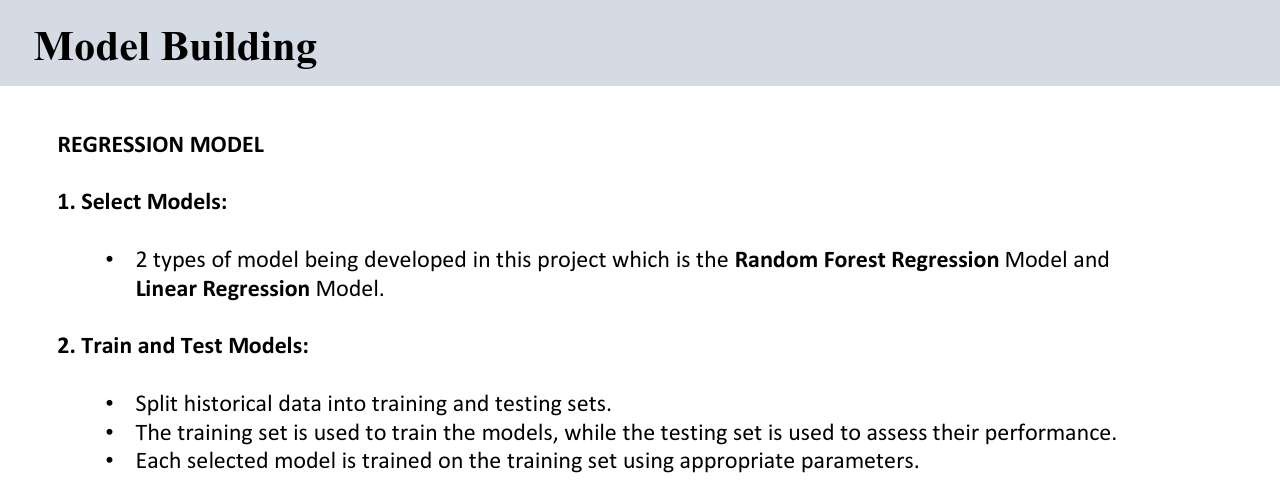 Model Building
REGRESSION MODEL
1. Select Models:
• 2 types of model being developed in this project which is the Random Forest Regression Model and
Linear Regression Model.
2. Train and Test Models:
• Split historical data into training and testing sets.
• The training set is used to train the models, while the testing set is used to assess their performance.
• Each selected model is trained on the training set using appropriate parameters.